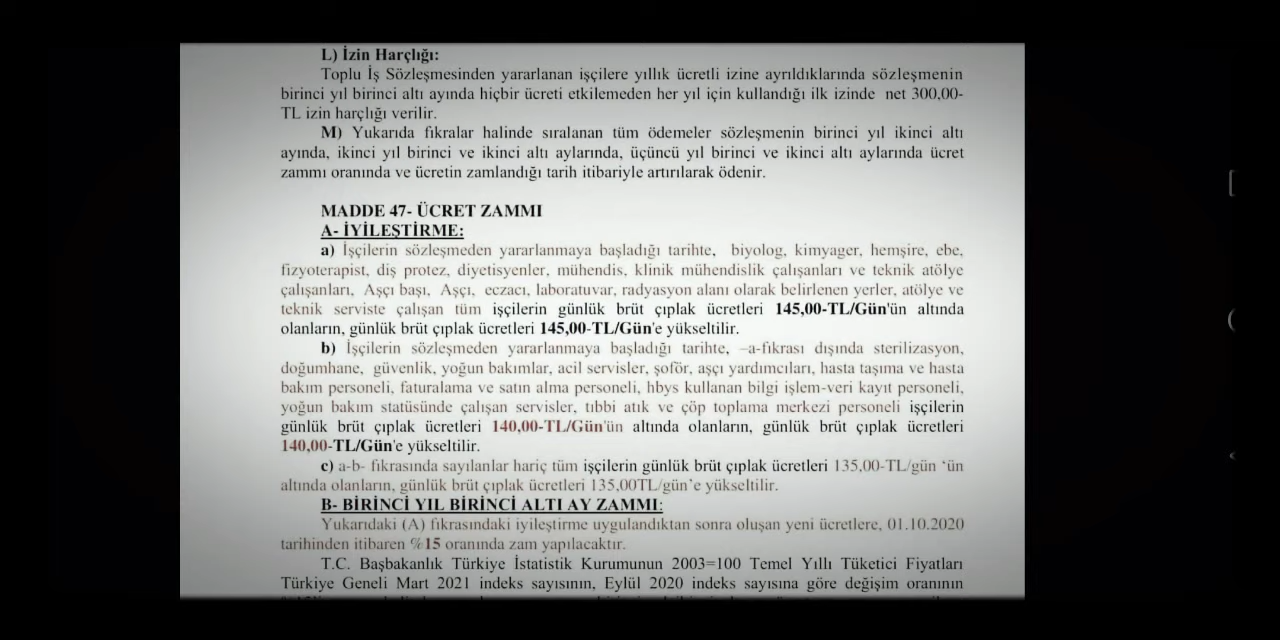 L) İzin Harçlığı:
Toplu İş Sözleşmesinden yararlanan işçilere yıllık ücretli izine ayrıldıklarında sözleşmenin
birinci yıl birinci altı ayında hiçbir ücreti etkilemeden her yıl için kullandığı ilk izinde net 300,00-
TL izin harçlığı verilir.
M) Yukarıda fıkralar halinde sıralanan tüm ödemeler sözleşmenin birinci yıl ikinci altı
ayında, ikinci yıl birinci ve ikinci altı aylarında, üçüncü yıl birinci ve ikinci altı aylarında ücret
zammı oranında ve ücretin zamlandığı tarih itibariyle artırılarak ödenir.
MADDE 47- ÜCRET ZAMMI
A- İYİLEŞTİRME:
a) İşçilerin sözleşmeden yararlanmaya başladığı tarihte, biyolog, kimyager, hemşire, ebe,
fizyoterapist, diş protez, diyetisyenler, mühendis, klinik mühendislik çalışanları ve teknik atölye
çalışanları, Aşçı başı, Aşçı, eczacı, laboratuvar, radyasyon alanı olarak belirlenen yerler, atölye ve
teknik serviste çalışan tüm işçilerin günlük brüt çıplak ücretleri 145,00-TL/Gün'ün altında
olanların, günlük brüt çıplak ücretleri 145,00-TL/Gün'e yükseltilir.
b) İşçilerin sözleşmeden yararlanmaya başladığı tarihte, –a-fıkrası dışında sterilizasyon,
doğumhane, güvenlik, yoğun bakımlar, acil servisler, şoför, aşçı yardımcıları, hasta taşıma ve hasta
bakım personeli, faturalama ve satın alma personeli, hbys kullanan bilgi işlem-veri kayıt personeli,
yoğun bakım statüsünde çalışan servisler, tıbbi atık ve çöp toplama merkezi personeli işçilerin
günlük brüt çıplak ücretleri 140,00-TL/Gün'ün altında olanların, günlük brüt çıplak ücretleri
140,00-TL/Gün'e yükseltilir.
c) a-b- fıkrasında sayılanlar hariç tüm işçilerin günlük brüt çıplak ücretleri 135,00-TL/gün ‘ün
altında olanların, günlük brüt çıplak ücretleri 135,00TL/gün’e yükseltilir.
B- BİRİNCİ YIL BİRİNCİ ALTI AY ZAMMI:
Yukarıdaki (A) fıkrasındaki iyileştirme uygulandıktan sonra oluşan yeni ücretlere, 01.10.2020
tarihinden itibaren %15 oranında zam yapılacaktır.
T.C. Başbakanlık Türkiye İstatistik Kurumunun 2003=100 Temel Yıllı Tüketici Fiyatları
Türkiye Geneli Mart 2021 indeks sayısının, Eylül 2020 indeks sayısına göre değişim oranının